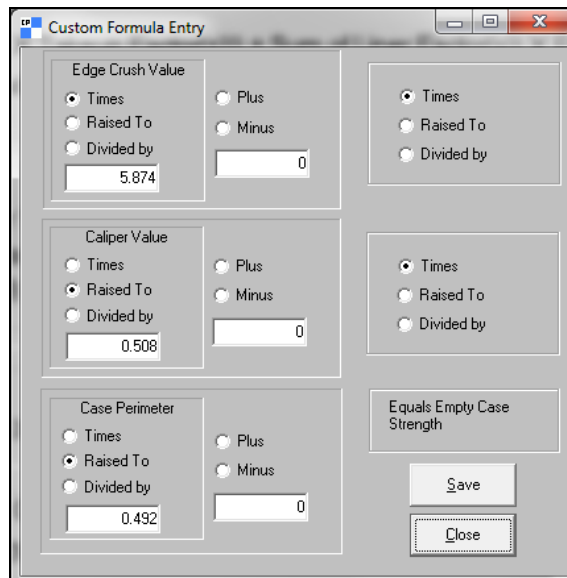 CP
Custom Formula Entry
Edge Crush Value
Times
Raised To
Divided by
5.874
Plus
Minus
0
Times
Raised To
Divided by
Caliper Value
Times
Raised To
Divided by
0.508
Plus
Minus
0
Times
Raised To
Divided by
Case Perimeter
Times
Raised To
Divided by
0.492
Plus
Minus
0
Equals Empty Case
Strength
Save
Close